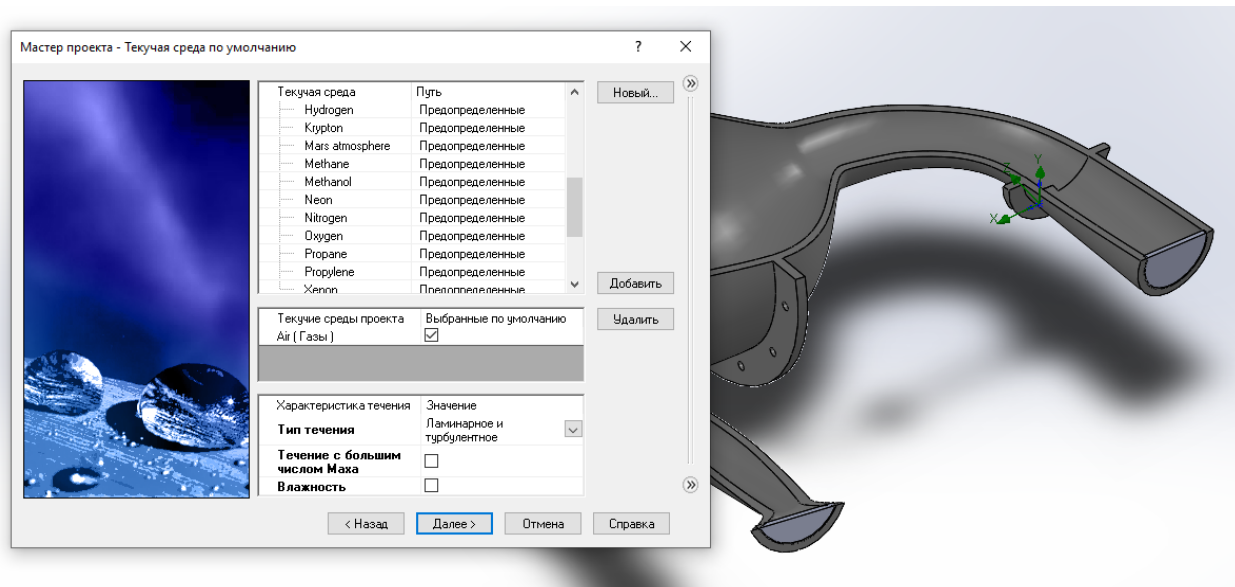 Мастер проекта - Текучая среда по умолчанию ?
Текучая среда Путь
Hydrogen Предопределенные
Krypton Предопределенные
Mars atmosphere Предопределенные
Methane Предопределенные
Methanol Предопределенные
Neon Предопределенные
Nitrogen Предопределенные
Oxygen Предопределенные
Propane Предопределенные
Propylene Предопределенные
Xenon Предопределенные
Новый...
Добавить
Удалить
Текучие среды проекта Выбранные по умолчанию
Air ( Газы )
Характеристика течения Значение
Тип течения Ламинарное и
турбулентное
Течение с большим
числом Маха
Влажность
< Назад Далее > Отмена Справка
Y
Z
X